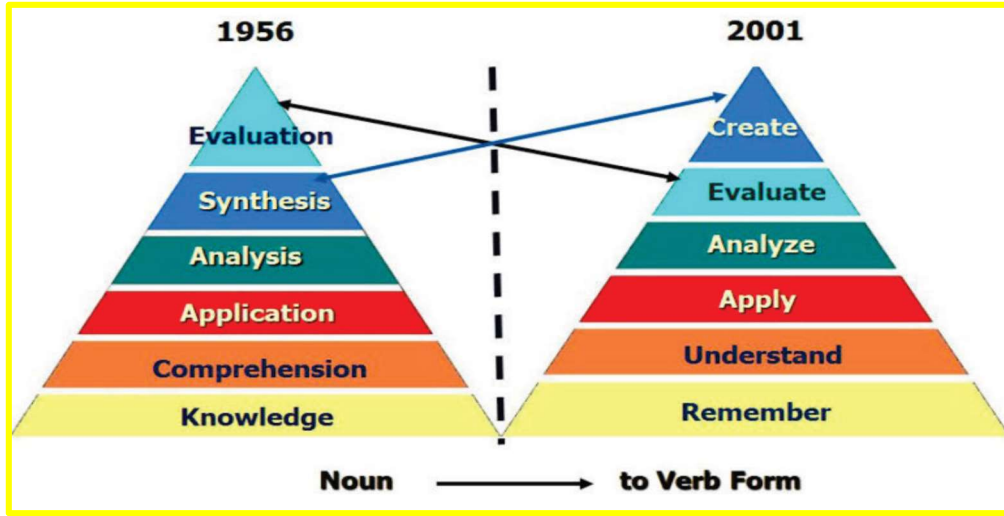 1956
Evaluation
Synthesis
Analysis
Application
Comprehension
Knowledge
2001
Create
Evaluate
Analyze
Apply
Understand
Remember
Noun to Verb Form